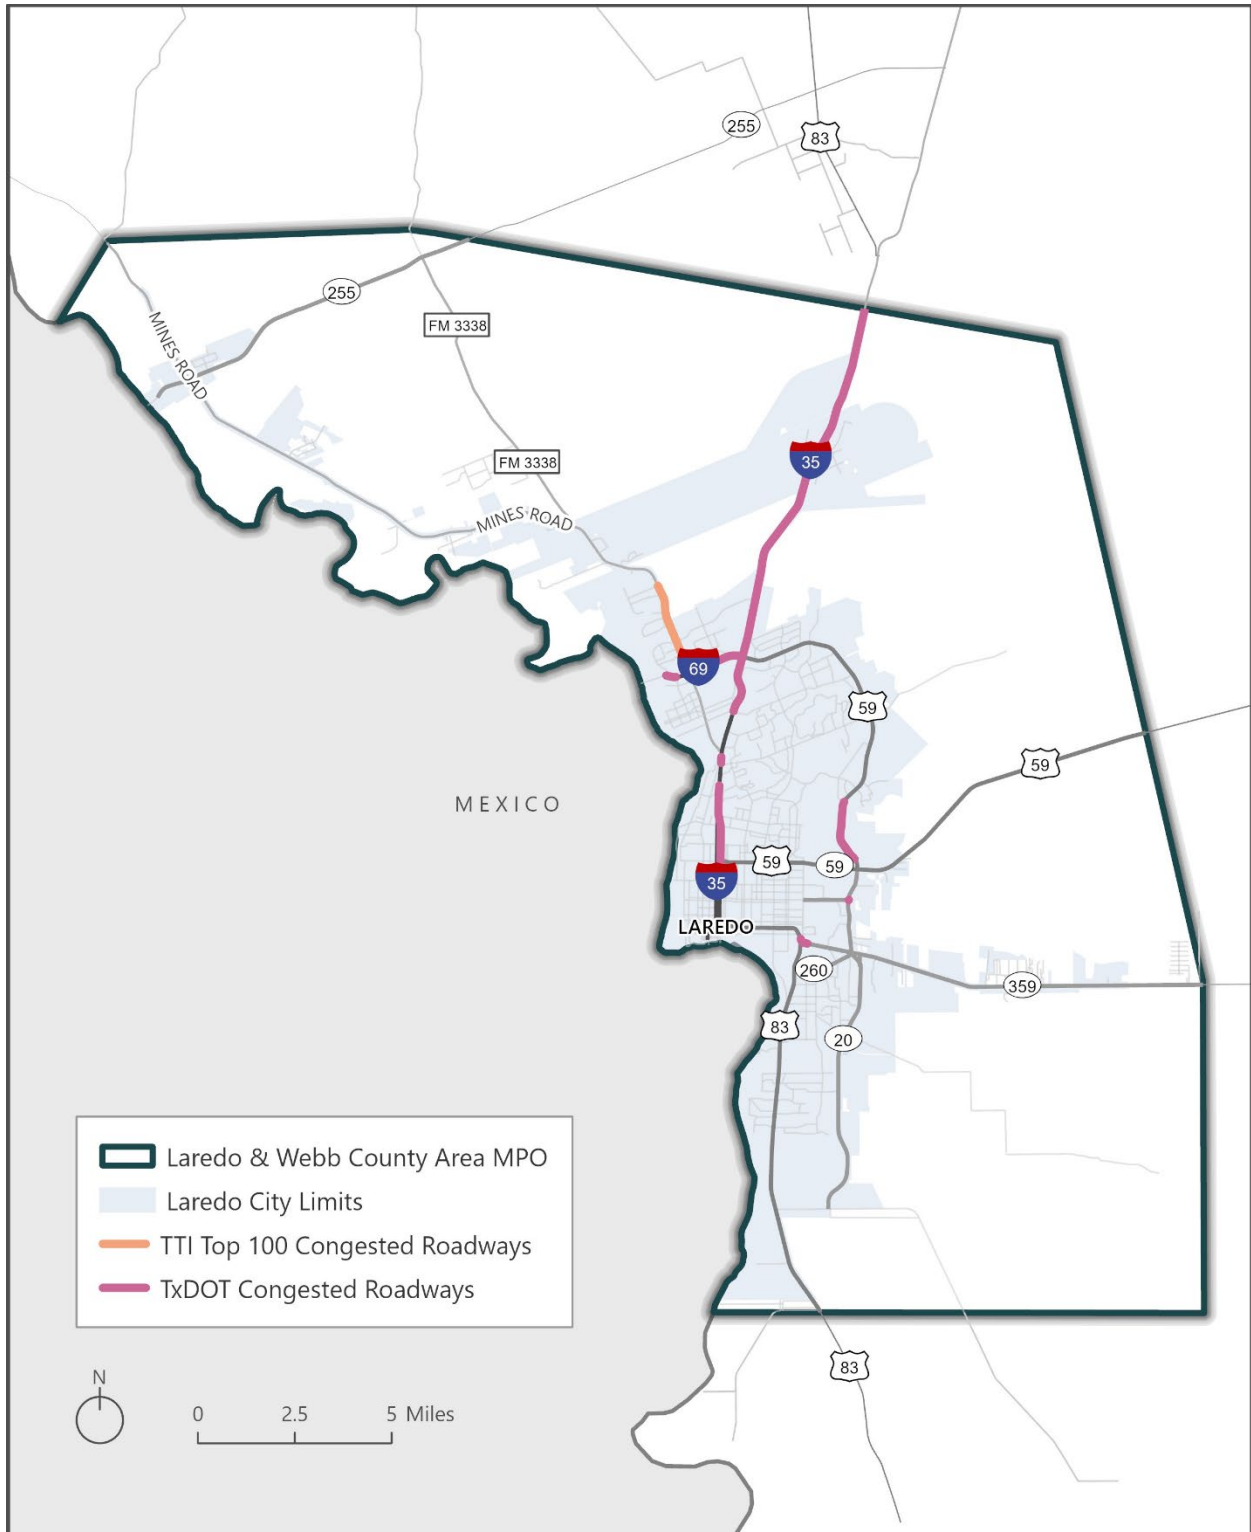 255
83
255
FM 3338
MINES ROAD
35
FM 3338
MINES ROAD
69
59
59
MEXICO
59
59
35
LAREDO
260
359
83
20
Laredo & Webb County Area MPO
Laredo City Limits
TTI Top 100 Congested Roadways
TxDOT Congested Roadways
83
N
0 2.5 5 Miles